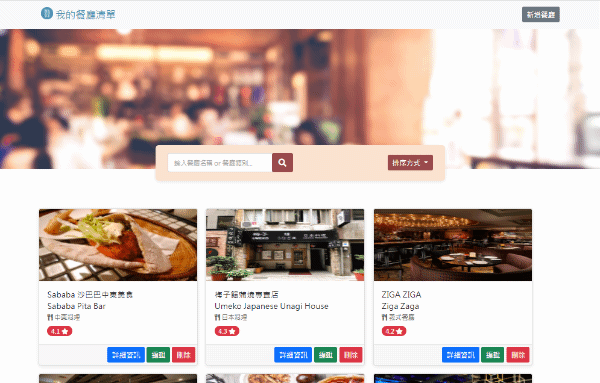 我的餐廳清單
新增餐廳
輸入餐廳名稱 or 餐廳類別...
排序方式
Sababa 沙巴巴中東美食
Sababa Pita Bar
中東料理
4.1
詳細資訊 編輯 刪除
梅子鰻蒲燒專賣店
Umeko Japanese Unagi House
日本料理
4.3
詳細資訊 編輯 刪除
ZIGA ZIGA
Ziga Zaga
義式餐廳
4.2
詳細資訊 編輯 刪除